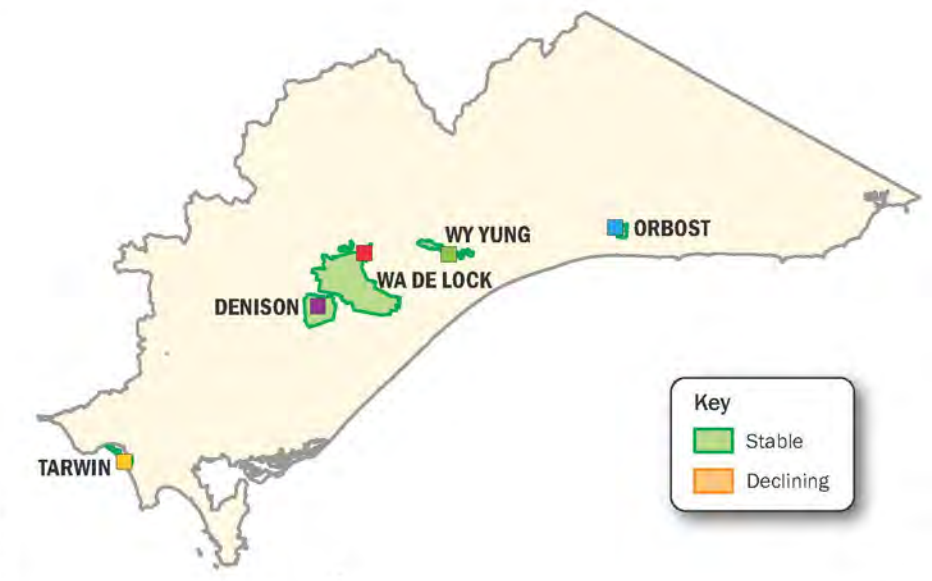 WY YUNG
ORBOST
WA DE LOCK
DENISON
TARWIN
Key
Stable
Declining